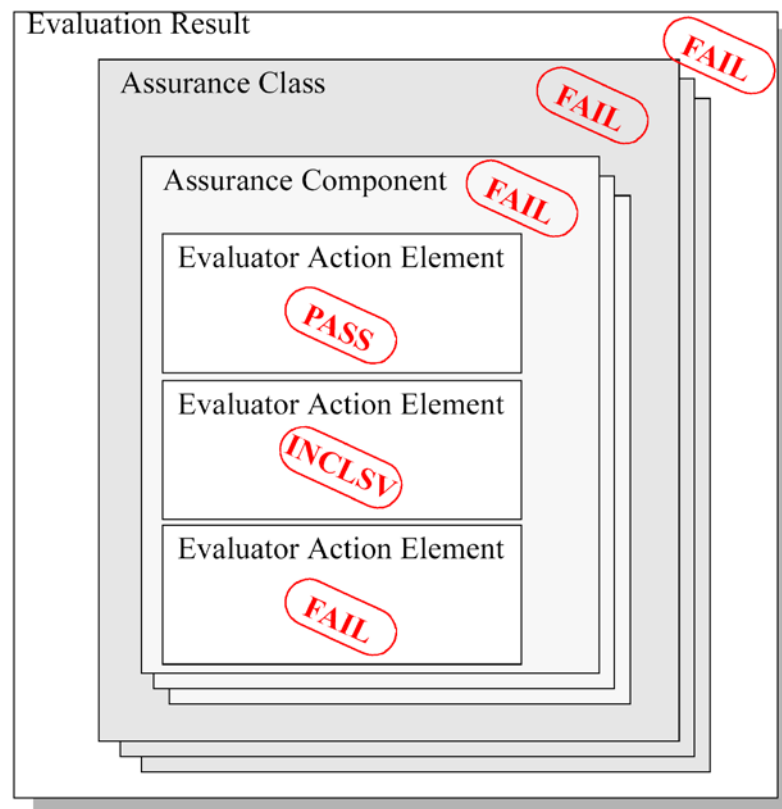 Evaluation Result
FAIL
Assurance Class
FAIL
Assurance Component
FAIL
Evaluator Action Element
PASS
Evaluator Action Element
INCLSV
Evaluator Action Element
FAIL